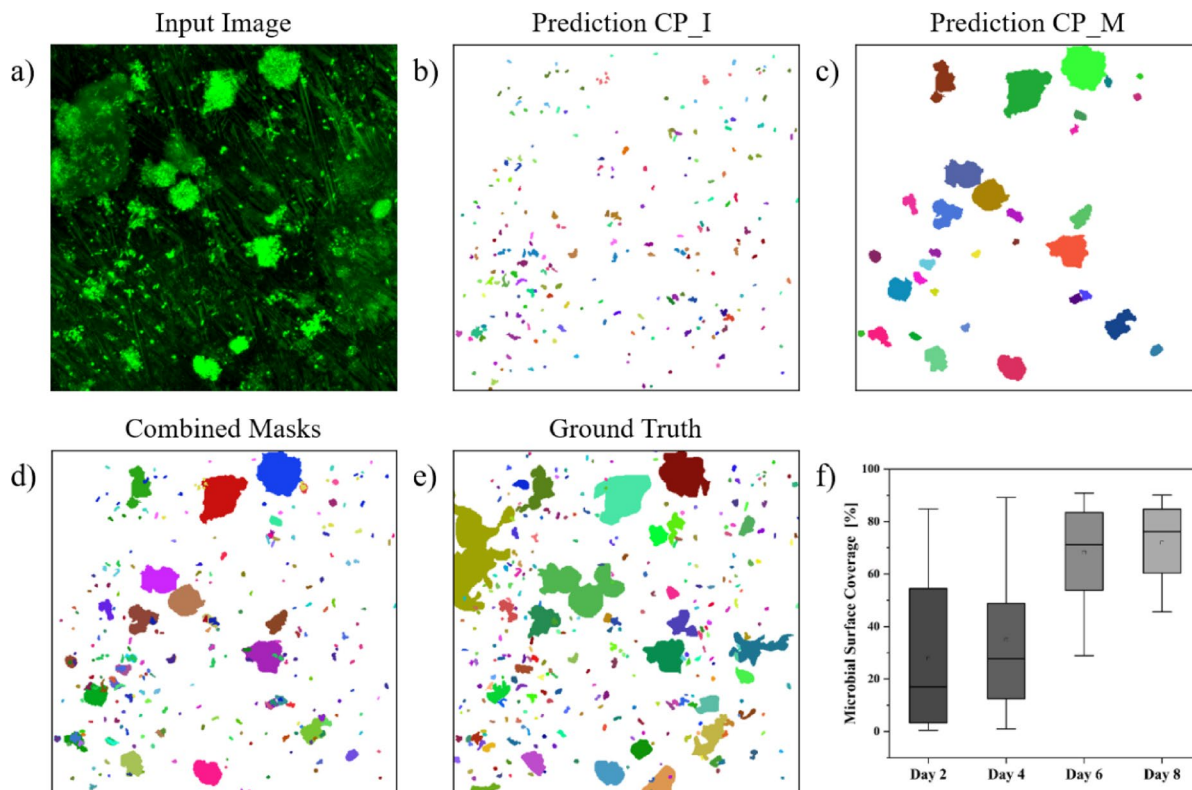 Input Image
Prediction CP_I
Prediction CP_M
a)
b)
c)
Combined Masks
Ground Truth
d)
e)
f)
Microbial Surface Coverage [%]
100
80
60
40
20
0
Day 2
Day 4
Day 6
Day 8